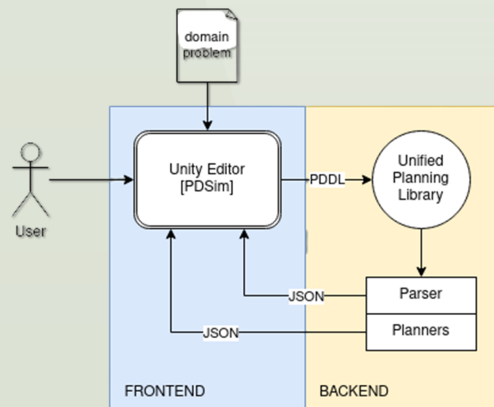 domain
problem
Unity Editor
[PDSim]
PDDL
Unified
Planning
Library
User
JSON
Parser
JSON
Planners
FRONTEND
BACKEND